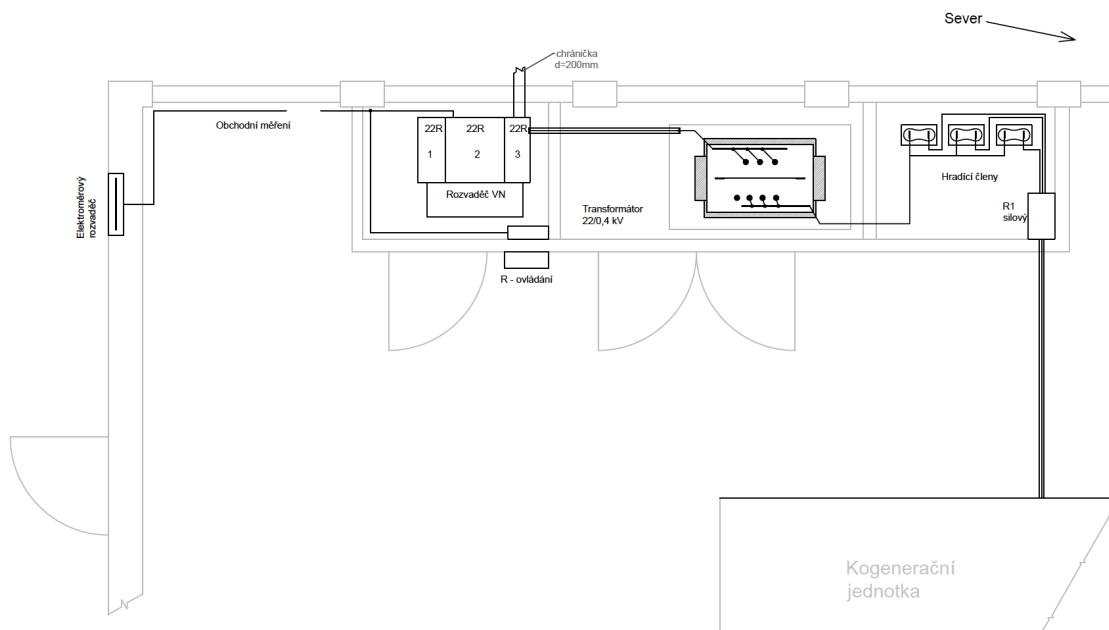 Sever
chránička
d=200mm
Obchodní měření
22R
22R
22R
1
2
3
Rozvaděč VN
Hradící členy
Elektroměrový
rozvaděč
Transformátor
22/0,4 kV
R1
silový
R - ovládání
Kogenerační
jednotka